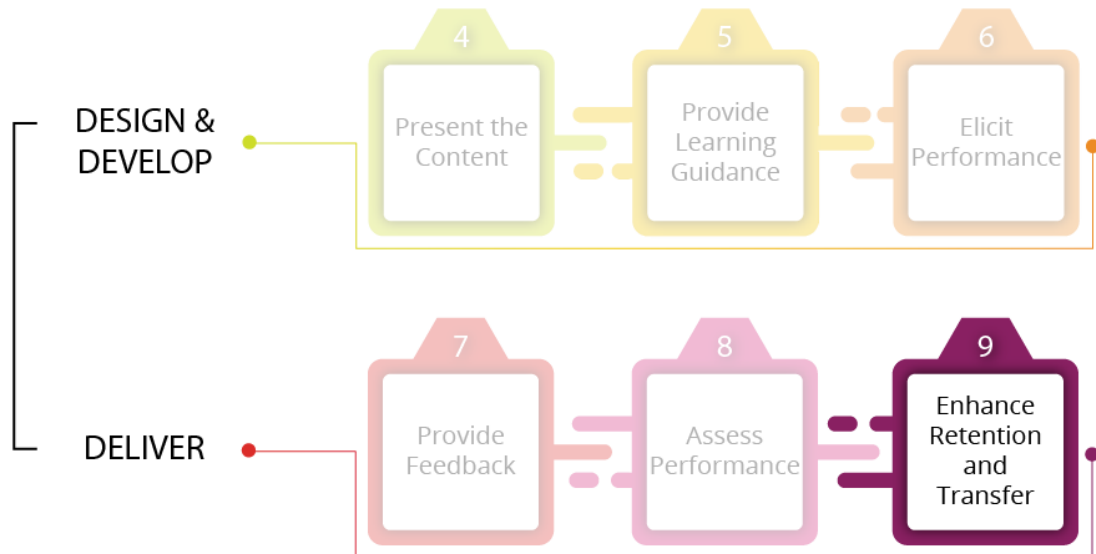 4
5
6
DESIGN &
DEVELOP
Present the
Content
Provide
Learning
Guidance
Elicit
Performance
7
8
9
DELIVER
Provide
Feedback
Assess
Performance
Enhance
Retention
and
Transfer